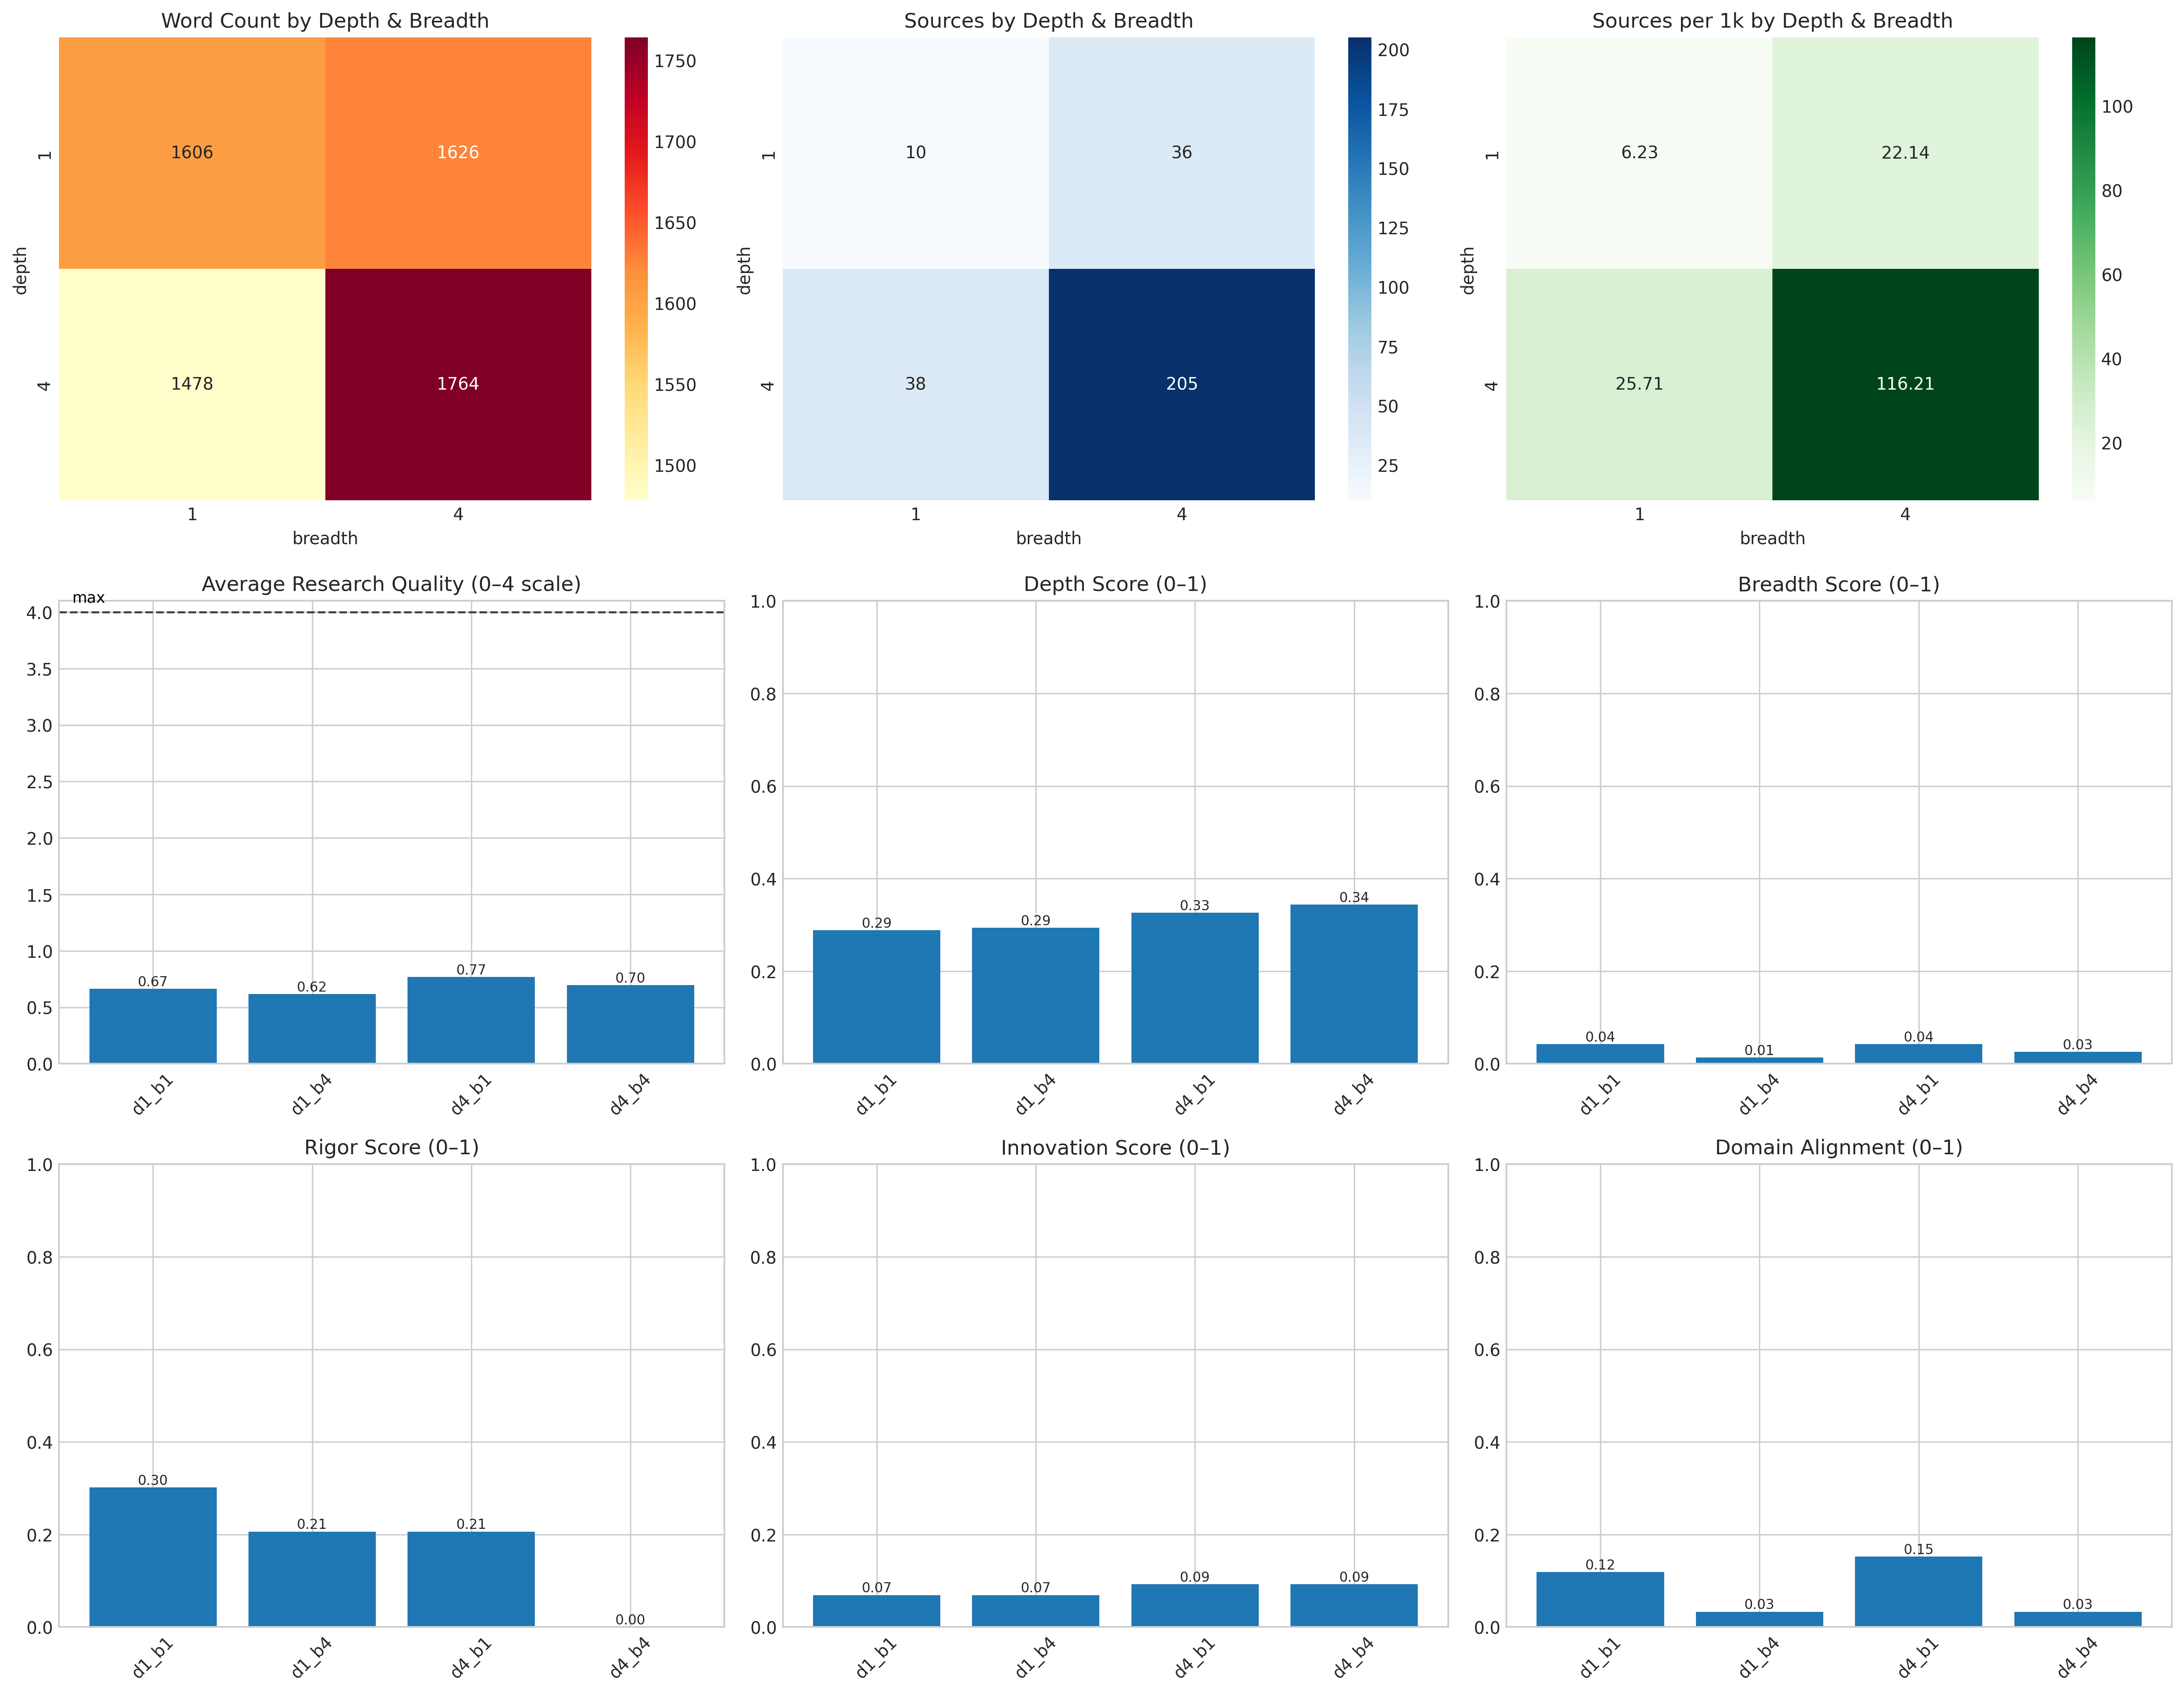 Word Count by Depth & Breadth
1606 1626
1478 1764
1
4
depth
1 4
breadth
1750
1700
1650
1600
1550
1500
Sources by Depth & Breadth
10 36
38 205
1
4
depth
1 4
breadth
200
175
150
125
100
75
50
25
Sources per 1k by Depth & Breadth
6.23 22.14
25.71 116.21
1
4
depth
1 4
breadth
100
80
60
40
20
Average Research Quality (0–4 scale)
max
4.0
3.5
3.0
2.5
2.0
1.5
1.0
0.5
0.0
0.67 0.62 0.77 0.70
d1_b1 d1_b4 d4_b1 d4_b4
Depth Score (0–1)
1.0
0.8
0.6
0.4
0.2
0.0
0.29 0.29 0.33 0.34
d1_b1 d1_b4 d4_b1 d4_b4
Breadth Score (0–1)
1.0
0.8
0.6
0.4
0.2
0.0
0.04 0.01 0.04 0.03
d1_b1 d1_b4 d4_b1 d4_b4
Rigor Score (0–1)
1.0
0.8
0.6
0.4
0.2
0.0
0.30 0.21 0.21 0.00
d1_b1 d1_b4 d4_b1 d4_b4
Innovation Score (0–1)
1.0
0.8
0.6
0.4
0.2
0.0
0.07 0.07 0.09 0.09
d1_b1 d1_b4 d4_b1 d4_b4
Domain Alignment (0–1)
1.0
0.8
0.6
0.4
0.2
0.0
0.12 0.03 0.15 0.03
d1_b1 d1_b4 d4_b1 d4_b4